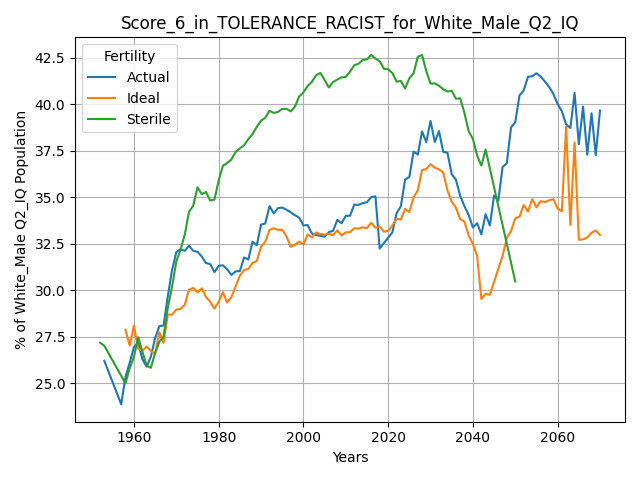 Score_6_in_TOLERANCE_RACIST_for_White_Male_Q2_IQ
% of White_Male Q2_IQ Population
42.5
40.0
37.5
35.0
32.5
30.0
27.5
25.0
Fertility
Actual
Ideal
Sterile
1960
1980
2000
2020
2040
2060
Years